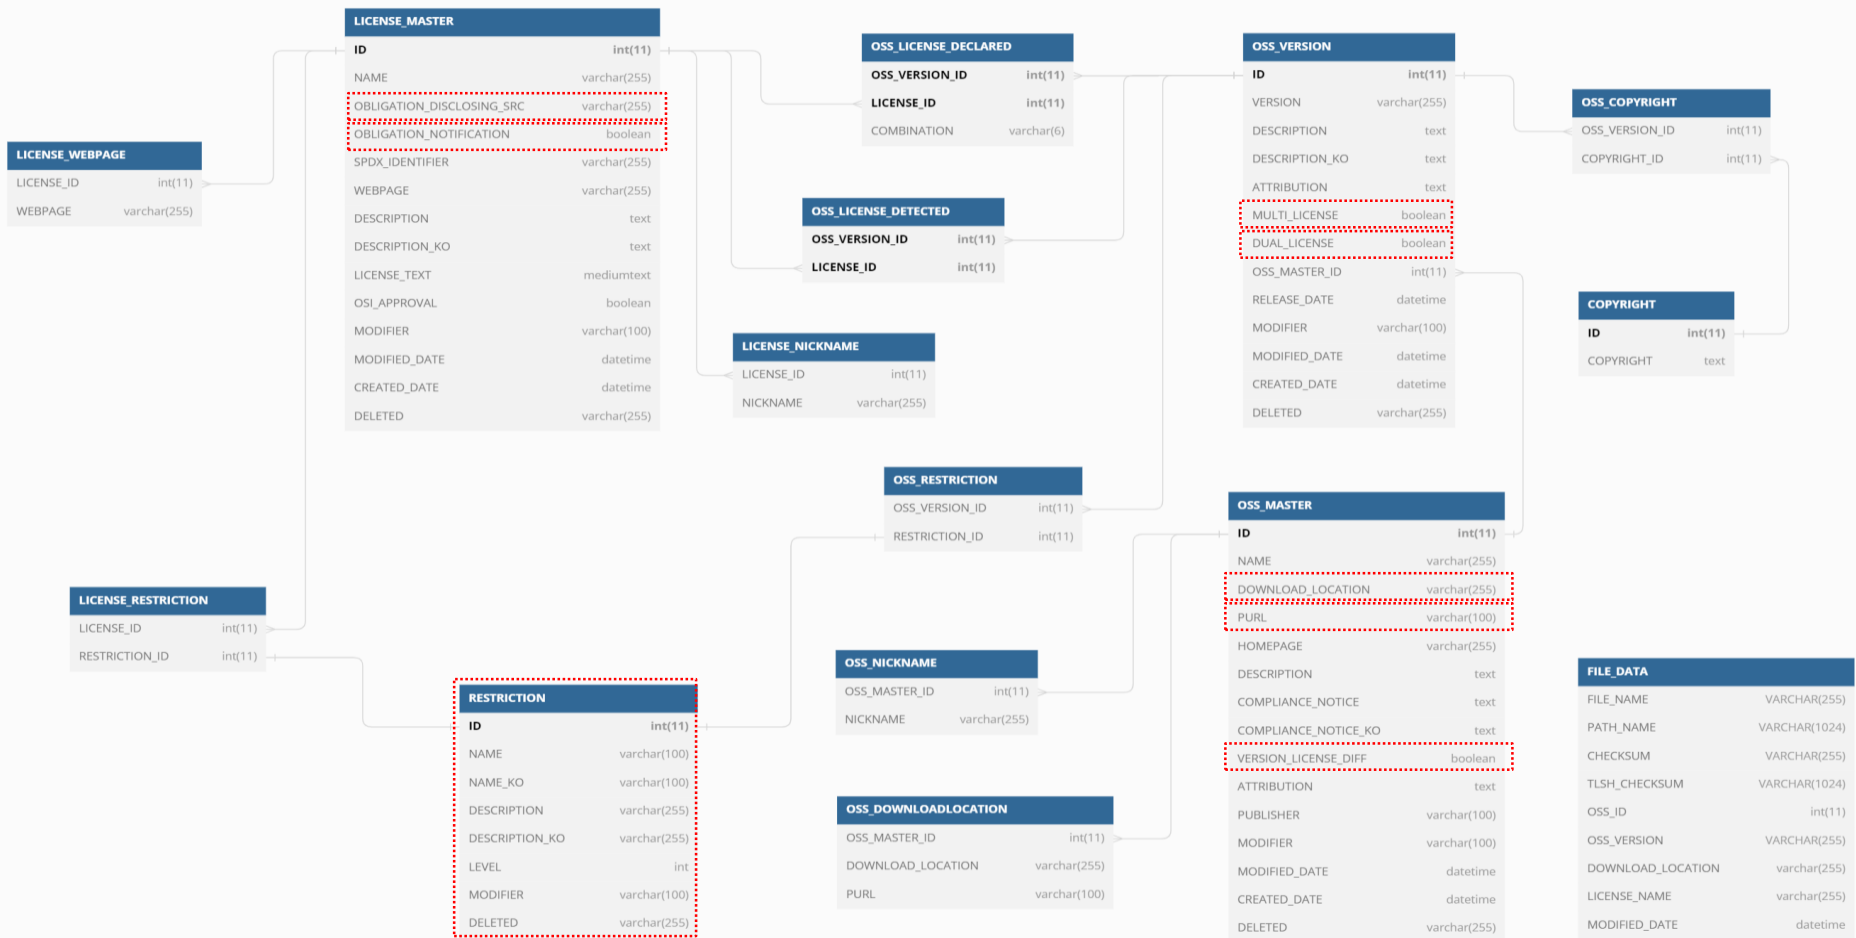 LICENSE_MASTER
ID int(11)
NAME varchar(255)
OBLIGATION_DISCLOSING_SRC varchar(255)
OBLIGATION_NOTIFICATION boolean
SPDX_IDENTIFIER varchar(255)
WEBPAGE varchar(255)
DESCRIPTION text
DESCRIPTION_KO text
LICENSE_TEXT mediumtext
OSI_APPROVAL boolean
MODIFIER varchar(100)
MODIFIED_DATE datetime
CREATED_DATE datetime
DELETED varchar(255)
LICENSE_WEBPAGE
LICENSE_ID int(11)
WEBPAGE varchar(255)
OSS_LICENSE_DECLARED
OSS_VERSION_ID int(11)
LICENSE_ID int(11)
COMBINATION varchar(6)
OSS_LICENSE_DETECTED
OSS_VERSION_ID int(11)
LICENSE_ID int(11)
LICENSE_NICKNAME
LICENSE_ID int(11)
NICKNAME varchar(255)
OSS_VERSION
ID int(11)
VERSION varchar(255)
DESCRIPTION text
DESCRIPTION_KO text
ATTRIBUTION text
MULTI_LICENSE boolean
DUAL_LICENSE boolean
OSS_MASTER_ID int(11)
RELEASE_DATE datetime
MODIFIER varchar(100)
MODIFIED_DATE datetime
CREATED_DATE datetime
DELETED varchar(255)
OSS_COPYRIGHT
OSS_VERSION_ID int(11)
COPYRIGHT_ID int(11)
COPYRIGHT
ID int(11)
COPYRIGHT text
OSS_RESTRICTION
OSS_VERSION_ID int(11)
RESTRICTION_ID int(11)
LICENSE_RESTRICTION
LICENSE_ID int(11)
RESTRICTION_ID int(11)
RESTRICTION
ID int(11)
NAME varchar(100)
NAME_KO varchar(100)
DESCRIPTION varchar(255)
DESCRIPTION_KO varchar(255)
LEVEL int
MODIFIER varchar(100)
DELETED varchar(255)
OSS_NICKNAME
OSS_MASTER_ID int(11)
NICKNAME varchar(255)
OSS_DOWNLOADLOCATION
OSS_MASTER_ID int(11)
DOWNLOAD_LOCATION varchar(255)
PURL varchar(100)
OSS_MASTER
ID int(11)
NAME varchar(255)
DOWNLOAD_LOCATION varchar(255)
PURL varchar(100)
HOMEPAGE varchar(255)
DESCRIPTION text
COMPLIANCE_NOTICE text
COMPLIANCE_NOTICE_KO text
VERSION_LICENSE_DIFF boolean
ATTRIBUTION text
PUBLISHER varchar(100)
MODIFIER varchar(100)
MODIFIED_DATE datetime
CREATED_DATE datetime
DELETED varchar(255)
FILE_DATA
FILE_NAME VARCHAR(255)
PATH_NAME VARCHAR(1024)
CHECKSUM VARCHAR(255)
TLSH_CHECKSUM VARCHAR(1024)
OSS_ID int(11)
OSS_VERSION VARCHAR(255)
DOWNLOAD_LOCATION varchar(255)
LICENSE_NAME varchar(255)
MODIFIED_DATE datetime